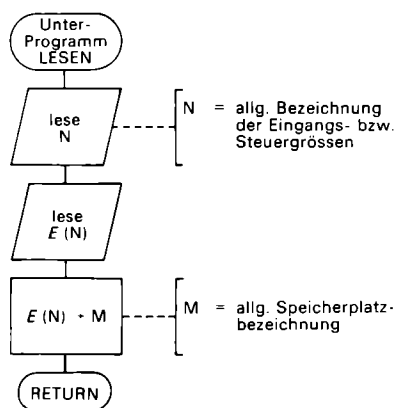 Unter-
Programm
LESEN
lese
N
N = allg. Bezeichnung
der Eingangs- bzw.
Steuergrössen
lese
E (N)
E (N) → M
M = allg. Speicherplatz-
bezeichnung
RETURN